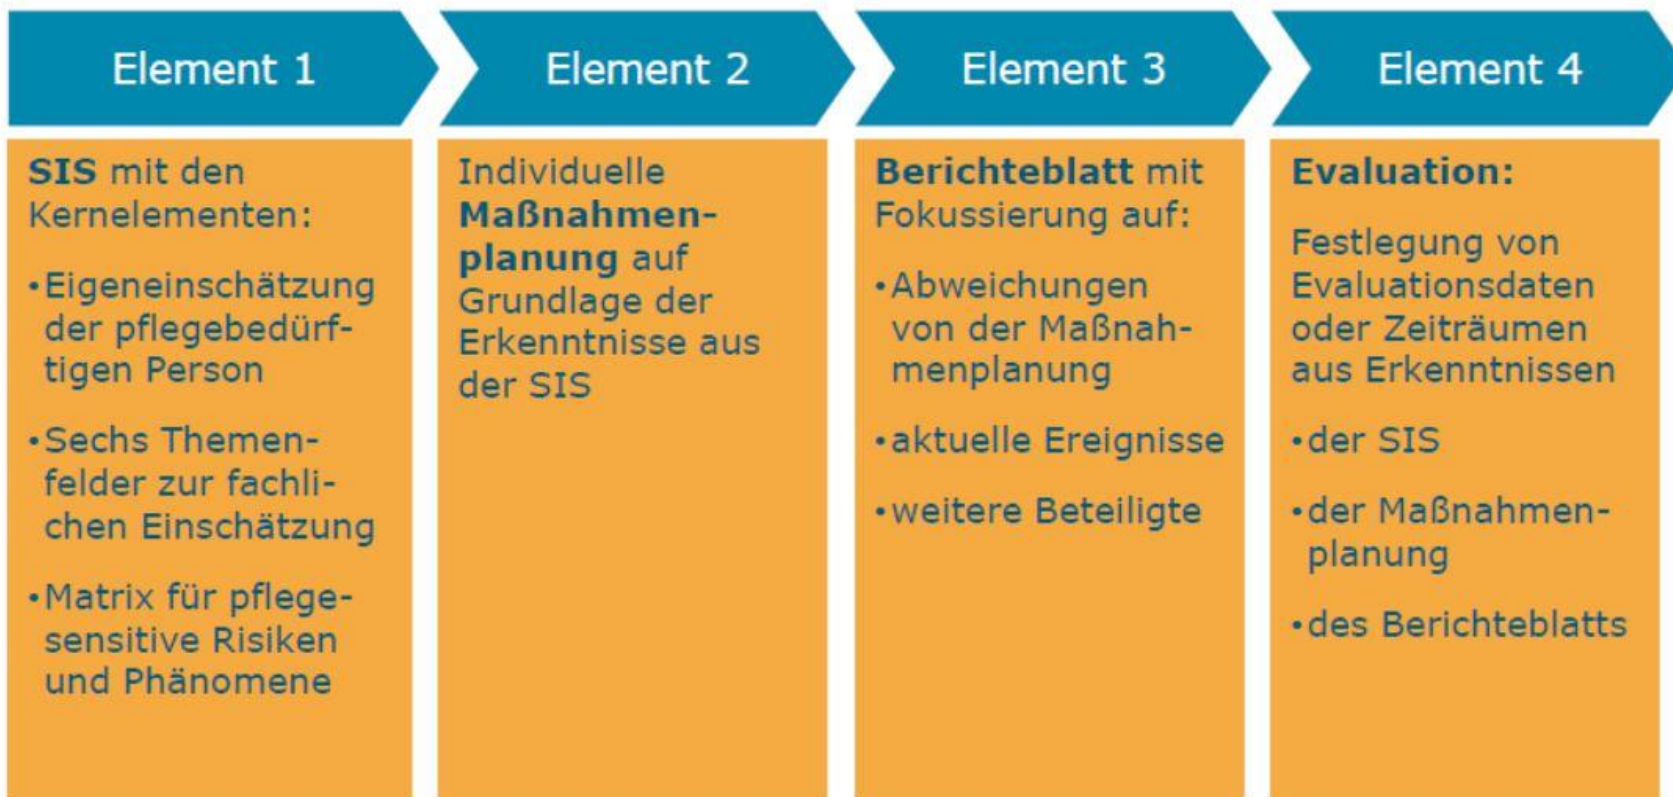 Element 1
SIS mit den
Kernelementen:
•Eigeneinschätzung
der pflegebedürf-
tigen Person
•Sechs Themen-
felder zur fachli-
chen Einschätzung
•Matrix für pflege-
sensitive Risiken
und Phänomene
Element 2
Individuelle
Maßnahmen-
planung auf
Grundlage der
Erkenntnisse aus
der SIS
Element 3
Berichteblatt mit
Fokussierung auf:
•Abweichungen
von der Maßnah-
menplanung
•aktuelle Ereignisse
•weitere Beteiligte
Element 4
Evaluation:
Festlegung von
Evaluationsdaten
oder Zeiträumen
aus Erkenntnissen
•der SIS
•der Maßnahmen-
planung
•des Berichteblatts